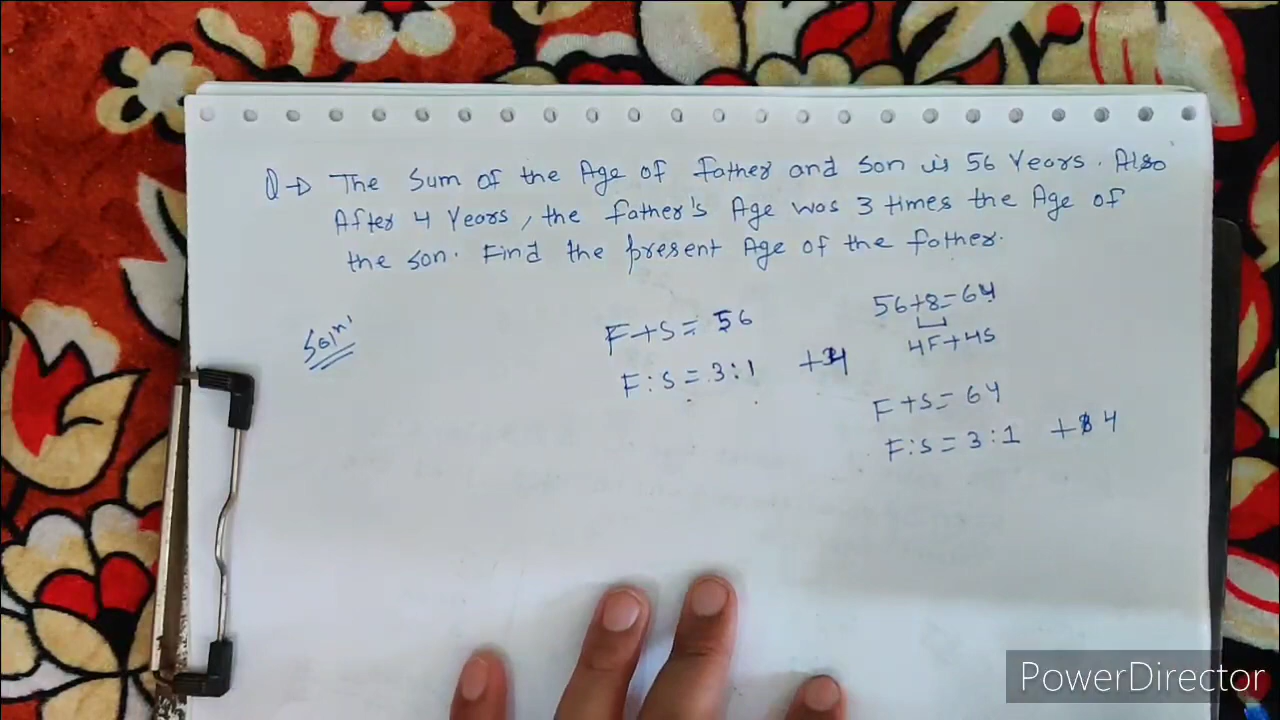 Q→ The Sum of the Age of father and son is 56 Years. Also
After 4 Years, the father's Age was 3 times the Age of
the son. Find the present Age of the father.
Soln'
F+S= 56
F:S = 3:1 +4
56+8=64
4F+4S
F+S= 64
F:S = 3:1 +4
PowerDirector